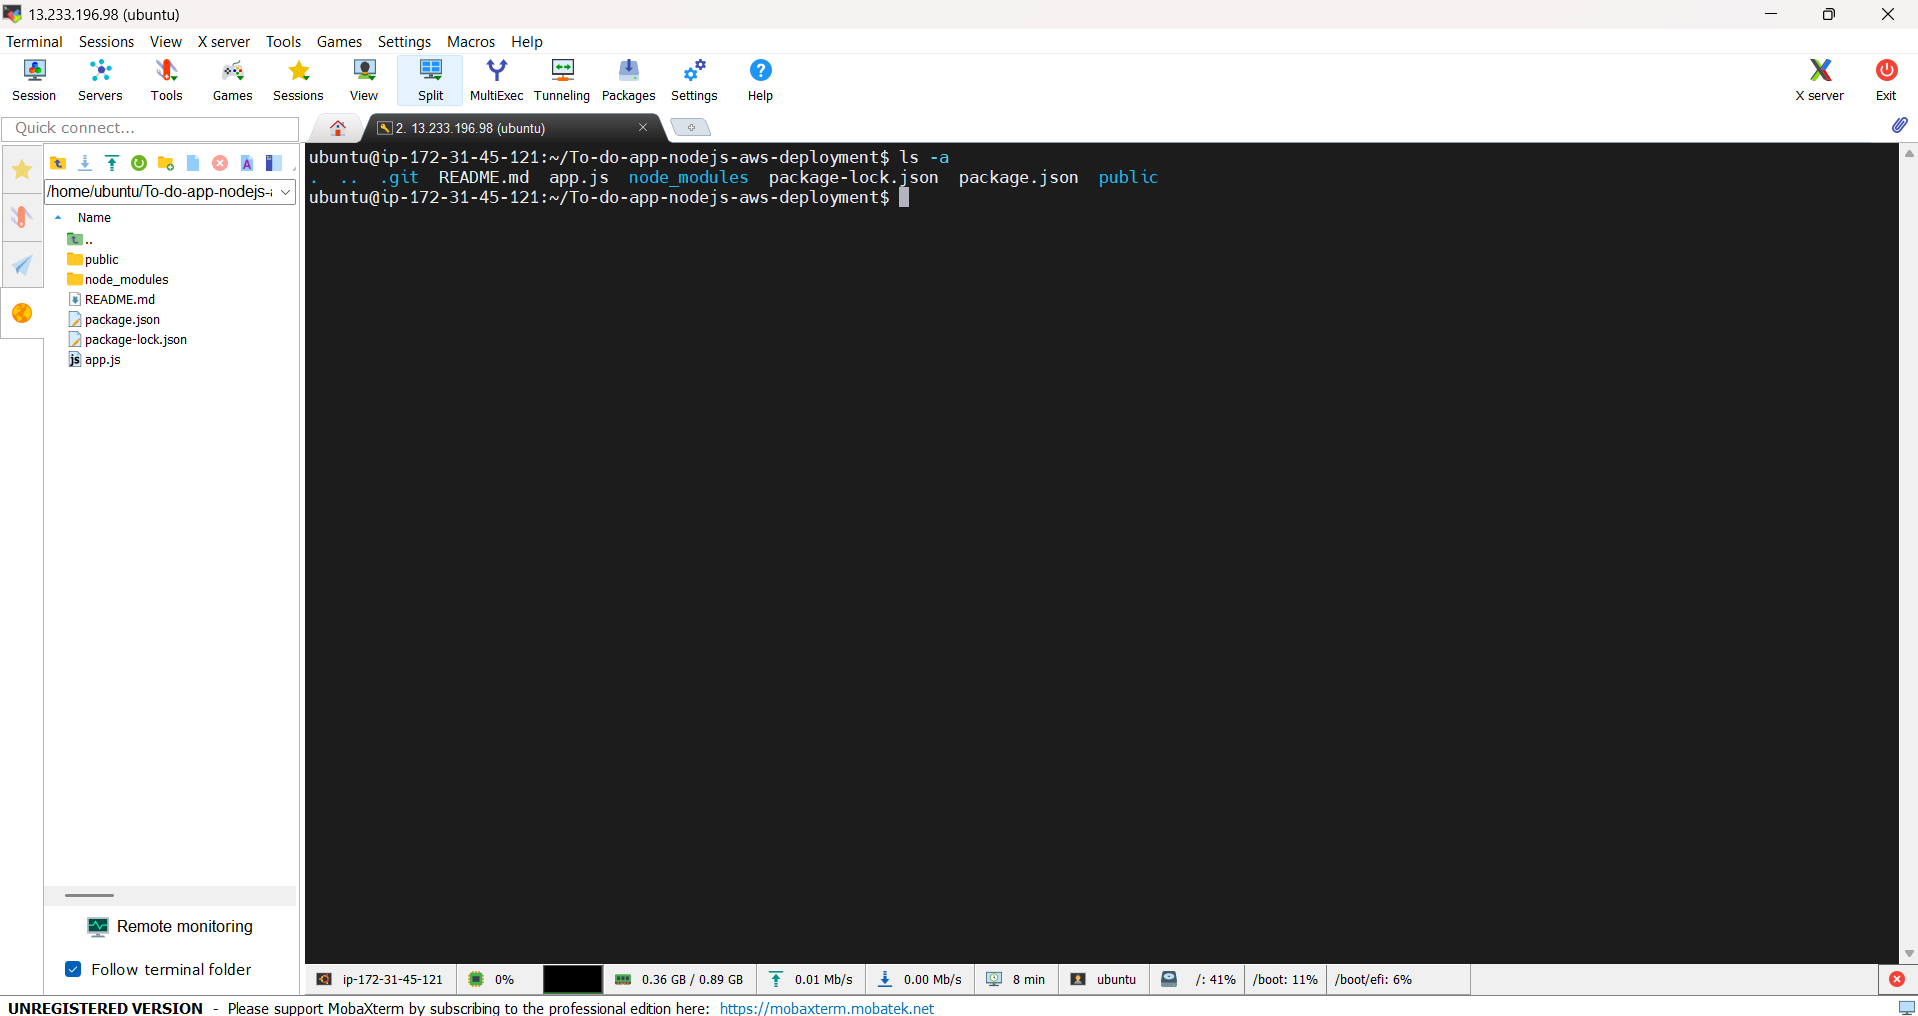 13.233.196.98 (ubuntu)
Terminal Sessions View X server Tools Games Settings Macros Help
Session Servers Tools Games Sessions View Split MultiExec Tunneling Packages Settings Help X server Exit
Quick connect...
2. 13.233.196.98 (ubuntu)
/home/ubuntu/To-do-app-nodejs-
Name
..
public
node_modules
README.md
package.json
package-lock.json
app.js
Remote monitoring
Follow terminal folder
ubuntu@ip-172-31-45-121:~/To-do-app-nodejs-aws-deployment$ ls -a
. .. .git README.md app.js node_modules package-lock.json package.json public
ubuntu@ip-172-31-45-121:~/To-do-app-nodejs-aws-deployment$
ip-172-31-45-121 0% 0.36 GB / 0.89 GB 0.01 Mb/s 0.00 Mb/s 8 min ubuntu /: 41% /boot: 11% /boot/efi: 6%
UNREGISTERED VERSION - Please support MobaXterm by subscribing to the professional edition here: https://mobaxterm.mobatek.net